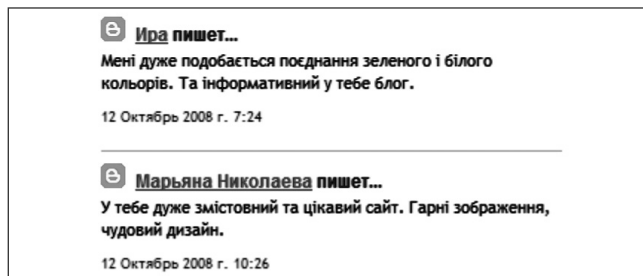 Ира пишет...
Мені дуже подобається поєднання зеленого і білого
кольорів. Та інформативний у тебе блог.
12 Октябрь 2008 г. 7:24
Марьяна Николаева пишет...
У тебе дуже змістовний та цікавий сайт. Гарні зображення,
чудовий дизайн.
12 Октябрь 2008 г. 10:26